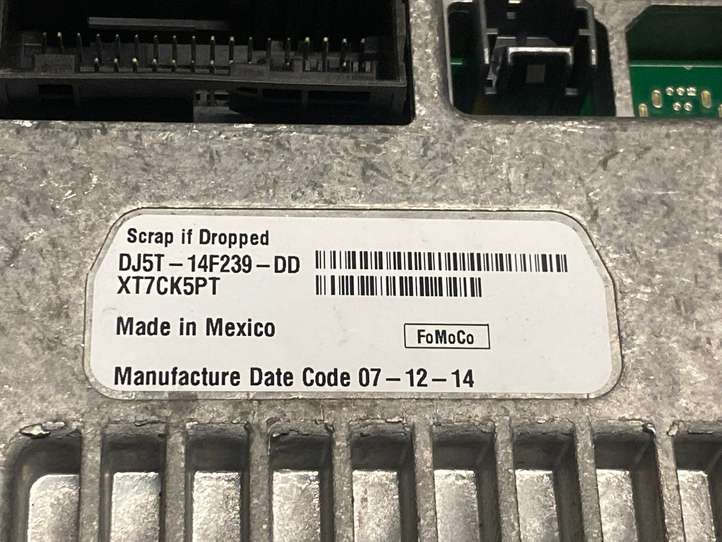 Scrap if Dropped
DJ5T-14F239-DD
XT7CK5PT
Made in Mexico
FoMoCo
Manufacture Date Code 07-12-14